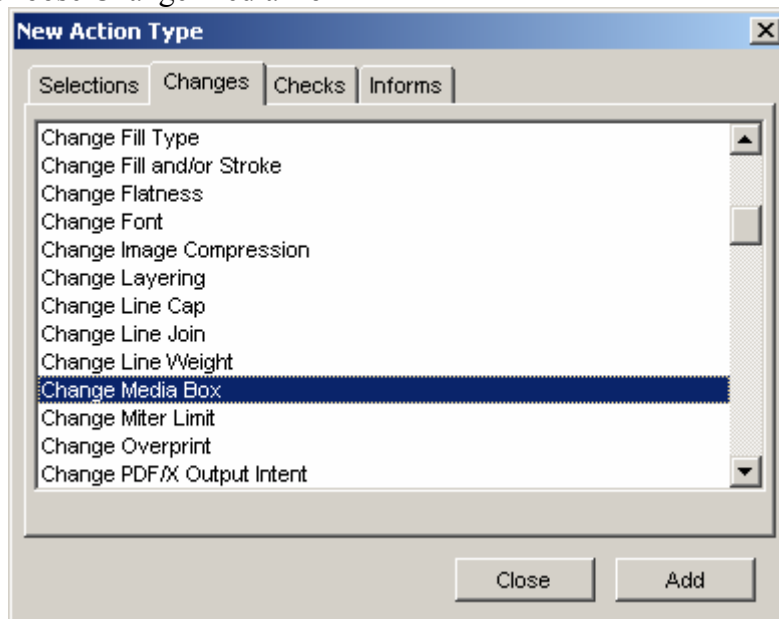 New Action Type
Selections Changes Checks Informs
Change Fill Type
Change Fill and/or Stroke
Change Flatness
Change Font
Change Image Compression
Change Layering
Change Line Cap
Change Line Join
Change Line Weight
Change Media Box
Change Miter Limit
Change Overprint
Change PDF/X Output Intent
Close Add